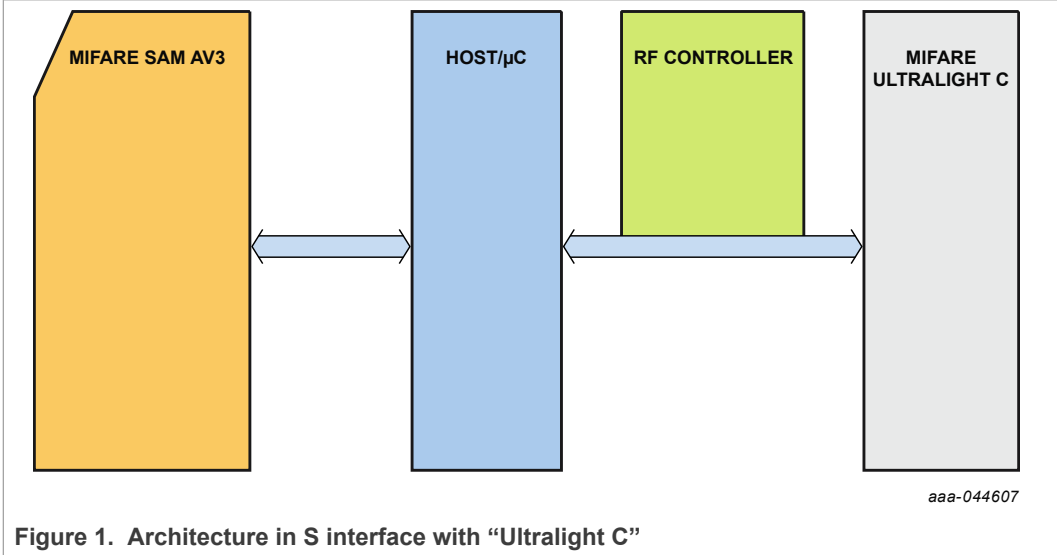 MIFARE SAM AV3
HOST/µC
RF CONTROLLER
MIFARE
ULTRALIGHT C
aaa-044607
Figure 1. Architecture in S interface with “Ultralight C”